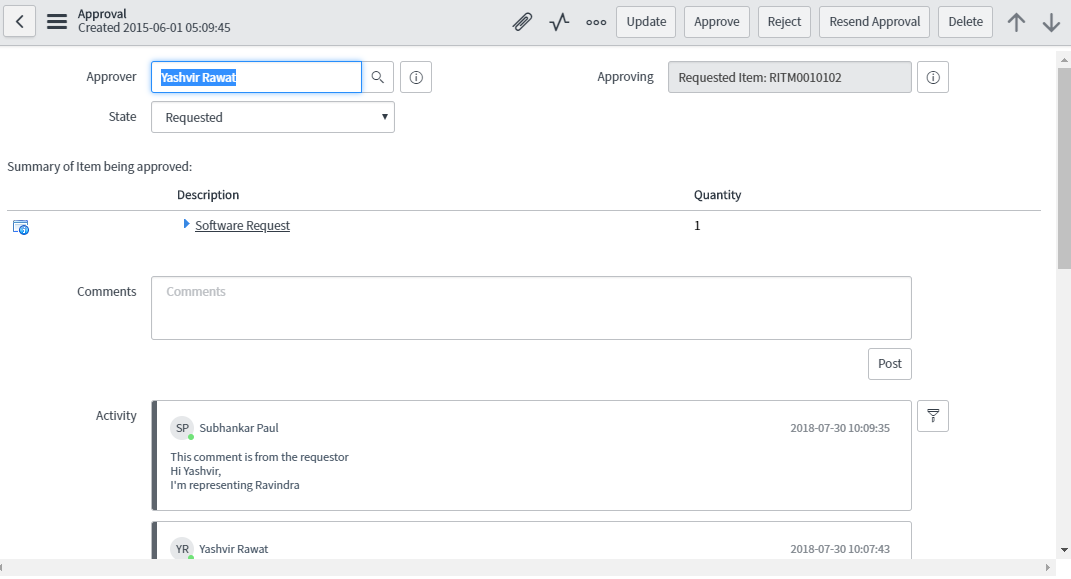 Approval
Created 2015-06-01 05:09:45
Update
Approve
Reject
Resend Approval
Delete
Approver
Yashvir Rawat
Approving
Requested Item: RITM0010102
State
Requested
Summary of Item being approved:
Description
Quantity
Software Request
1
Comments
Comments
Post
Activity
SP
Subhankar Paul
2018-07-30 10:09:35
This comment is from the requestor
Hi Yashvir,
I'm representing Ravindra
YR
Yashvir Rawat
2018-07-30 10:07:43